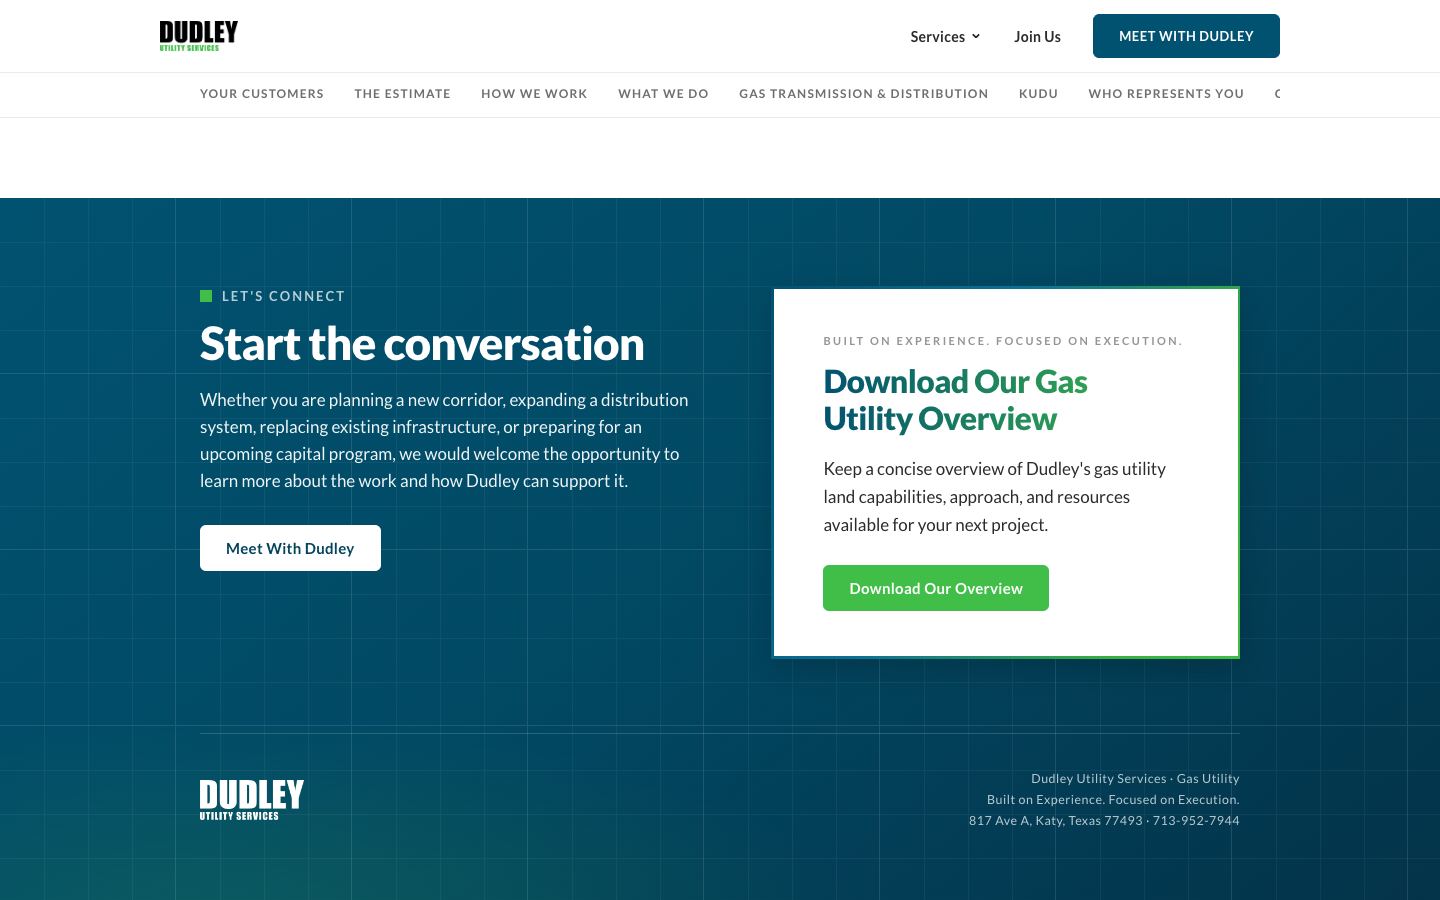 DUDLEY
UTILITY SERVICES
Services
Join Us
MEET WITH DUDLEY
YOUR CUSTOMERS
THE ESTIMATE
HOW WE WORK
WHAT WE DO
GAS TRANSMISSION & DISTRIBUTION
KUDU
WHO REPRESENTS YOU
LET'S CONNECT
Start the conversation
Whether you are planning a new corridor, expanding a distribution
system, replacing existing infrastructure, or preparing for an
upcoming capital program, we would welcome the opportunity to
learn more about the work and how Dudley can support it.
Meet With Dudley
BUILT ON EXPERIENCE. FOCUSED ON EXECUTION.
Download Our Gas
Utility Overview
Keep a concise overview of Dudley's gas utility
land capabilities, approach, and resources
available for your next project.
Download Our Overview
DUDLEY
UTILITY SERVICES
Dudley Utility Services · Gas Utility
Built on Experience. Focused on Execution.
817 Ave A, Katy, Texas 77493 · 713-952-7944